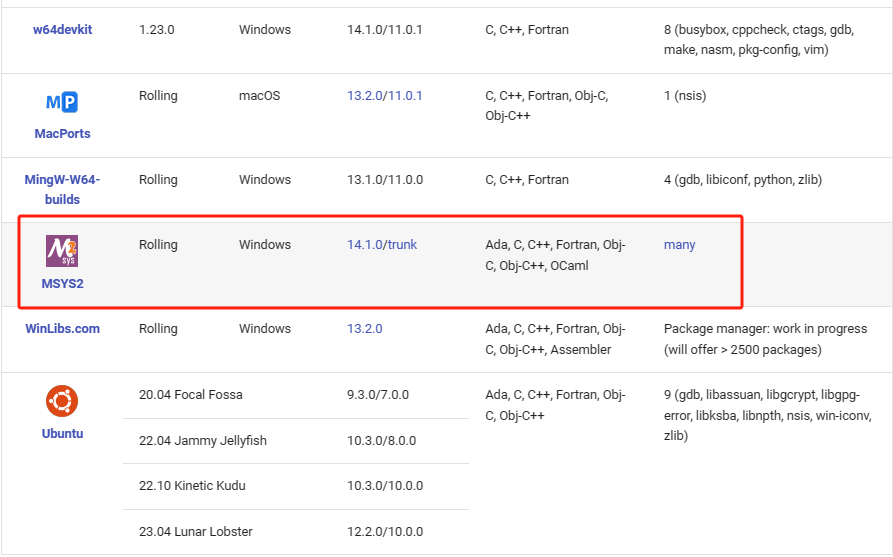 w64devkit 1.23.0 Windows 14.1.0/11.0.1 C, C++, Fortran 8 (busybox, cppcheck, ctags, gdb,
make, nasm, pkg-config, vim)
MP Rolling macOS 13.2.0/11.0.1 C, C++, Fortran, Obj-C, 1 (nsis)
Obj-C++
MacPorts
MingW-W64- Rolling Windows 13.1.0/11.0.0 C, C++, Fortran 4 (gdb, libiconf, python, zlib)
builds
M2 sys Rolling Windows 14.1.0/trunk Ada, C, C++, Fortran, Obj- many
C, Obj-C++, OCaml
MSYS2
WinLibs.com Rolling Windows 13.2.0 Ada, C, C++, Fortran, Obj- Package manager: work in progress
C, Obj-C++, Assembler (will offer > 2500 packages)
20.04 Focal Fossa 9.3.0/7.0.0 Ada, C, C++, Fortran, Obj- 9 (gdb, libassuan, libgcrypt, libgpg-
C, Obj-C++ error, libksba, libnpth, nsis, win-iconv,
Ubuntu zlib)
22.04 Jammy Jellyfish 10.3.0/8.0.0
22.10 Kinetic Kudu 10.3.0/10.0.0
23.04 Lunar Lobster 12.2.0/10.0.0